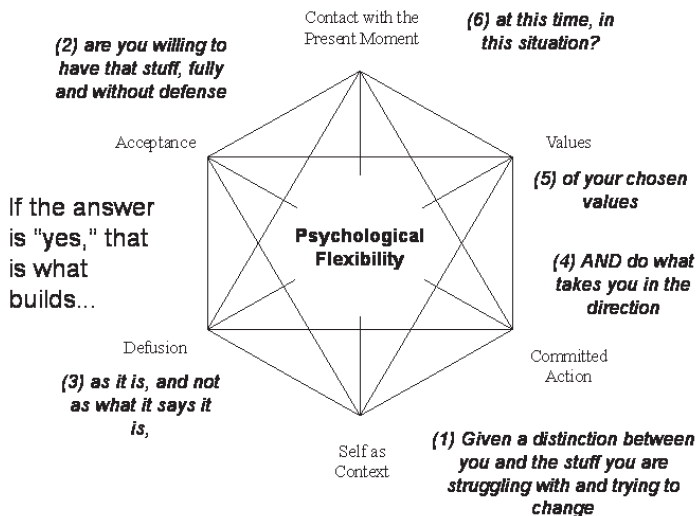 Contact with the
Present Moment
(6) at this time, in
this situation?
(2) are you willing to
have that stuff, fully
and without defense
Acceptance
Values
(5) of your chosen
values
If the answer
is "yes," that
is what
builds...
Psychological
Flexibility
(4) AND do what
takes you in the
direction
Defusion
(3) as it is, and not
as what it says it
is,
Committed
Action
Self as
Context
(1) Given a distinction between
you and the stuff you are
struggling with and trying to
change